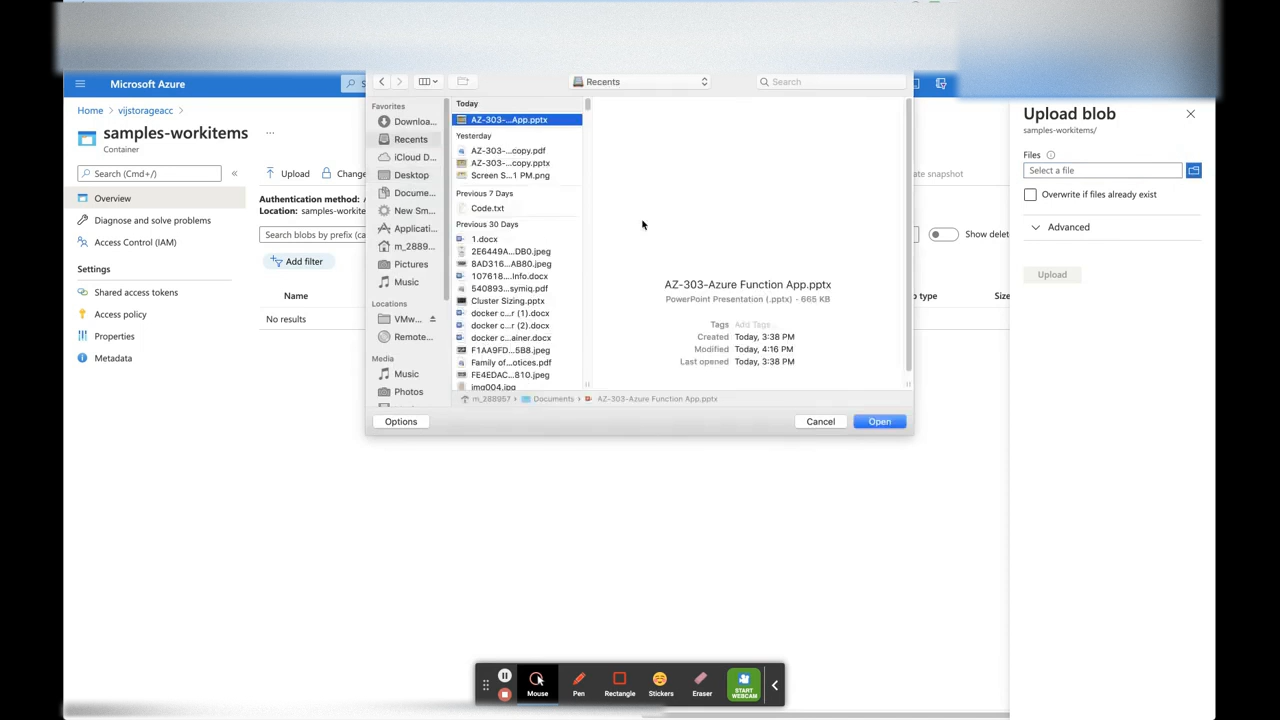 Microsoft Azure
S
Recents
Search
Home > vijstorageacc >
samples-workitems
...
Container
Search (Cmd+/)
«
Overview
Diagnose and solve problems
Access Control (IAM)
Settings
Shared access tokens
Access policy
Properties
Metadata
Upload
Change
Authentication method: A
Location: samples-workite
Search blobs by prefix (ca
Add filter
Name
No results
Favorites
Downloa...
Recents
iCloud D...
Desktop
Docume...
New Sm...
Applicati...
m_2889...
Pictures
Music
Locations
VMw...
Remote...
Media
Music
Photos
Today
AZ-303-...App.pptx
Yesterday
AZ-303-...copy.pdf
AZ-303-...copy.pptx
Screen S...1 PM.png
Previous 7 Days
Code.txt
Previous 30 Days
1.docx
2E6449A...DB0.jpeg
8AD316...AB80.jpeg
107618...Info.docx
540893...symiq.pdf
Cluster Sizing.pptx
docker c...r (1).docx
docker c...r (2).docx
docker c...ainer.docx
F1AA9FD...5B8.jpeg
Family of...otices.pdf
FE4EDAC...810.jpeg
img004.jpg
AZ-303-Azure Function App.pptx
PowerPoint Presentation (.pptx) - 665 KB
Tags Add Tags...
Created Today, 3:38 PM
Modified Today, 4:16 PM
Last opened Today, 3:38 PM
m_288957 > Documents > AZ-303-Azure Function App.pptx
Options
Cancel
Open
ate snapshot
Show delet
b type
Size
Upload blob
samples-workitems/
Files
Select a file
Overwrite if files already exist
Advanced
Upload
Mouse
Pen
Rectangle
Stickers
Eraser
START
WEBCAM